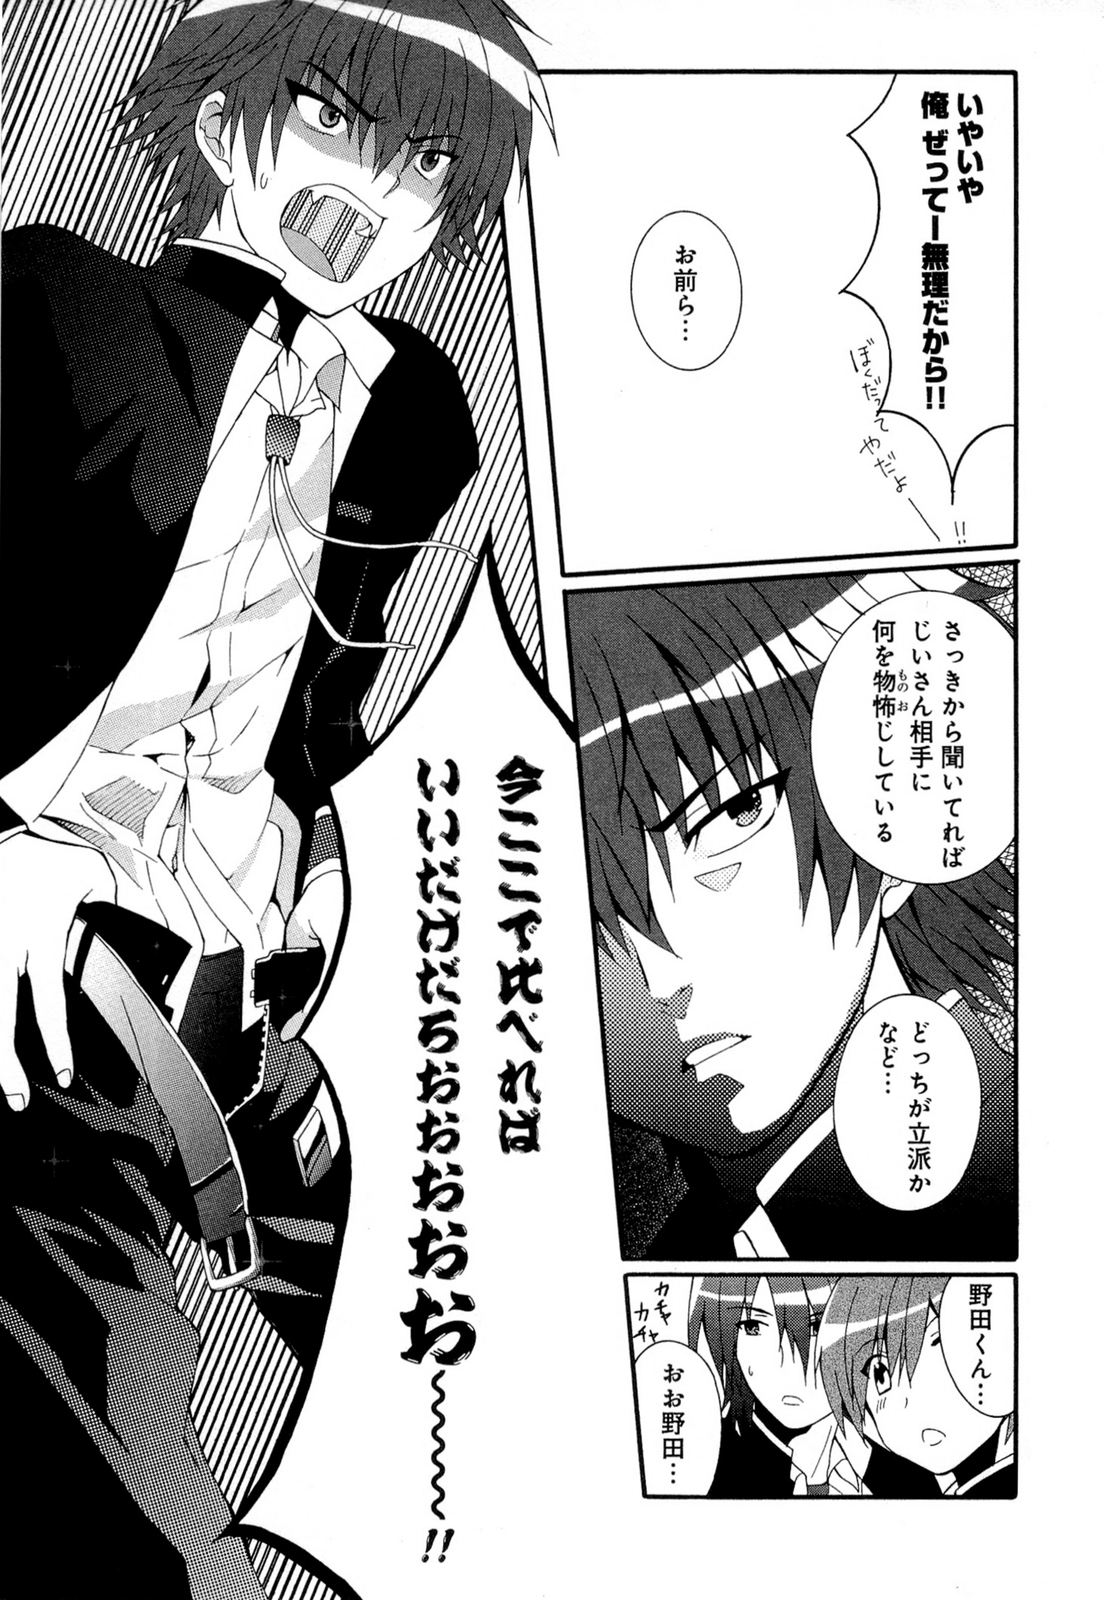 いやいや
俺 ぜってー無理だから!!
ぼくだって
やだよー!!
お前ら…
さっきから聞いてれば
じいさん相手に
何を物怖じしている
ものお
どっちが立派か
など…
野田くん…
カチャ
カチャ
おお野田…
今ここで比べれば
いいだけだろおおおおお〜〜〜!!